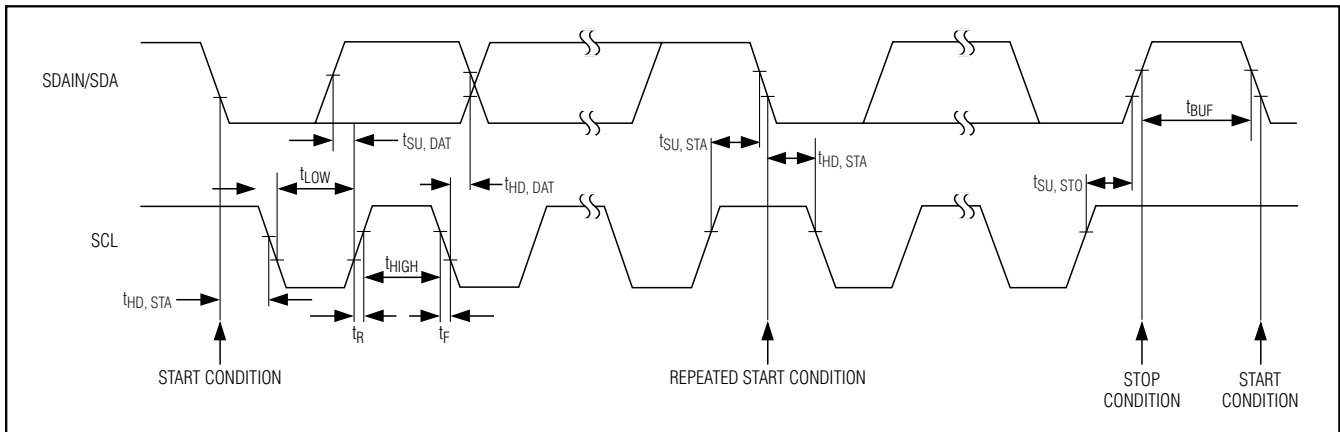 SDAIN/SDA
tSU, DAT
tSU, STA
tBUF
tHD, STA
tLOW
tHD, DAT
tSU, STO
SCL
tHIGH
tHD, STA
tR
tF
START CONDITION
REPEATED START CONDITION
STOP
CONDITION
START
CONDITION